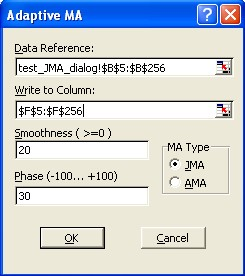 Adaptive MA
Data Reference:
test_JMA_dialog!$B$5:$B$256
Write to Column:
$F$5:$F$256
Smoothness ( >=0 )
20
MA Type
JMA
AMA
Phase (-100... +100)
30
OK
Cancel